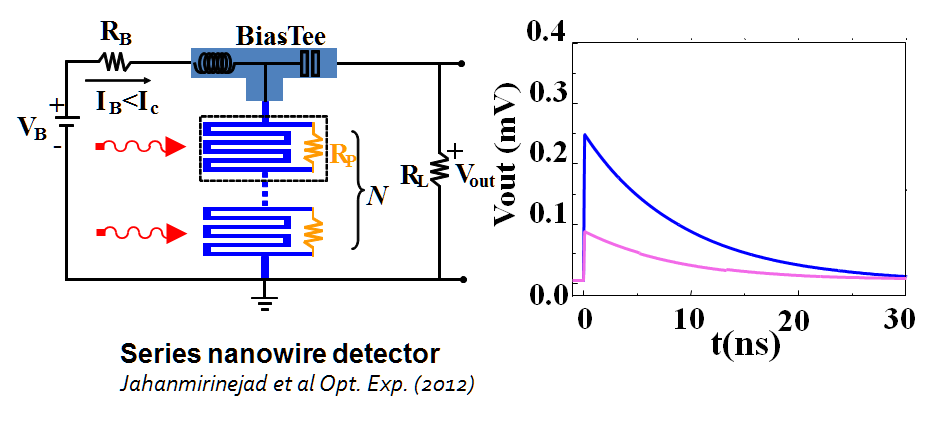 R_B
BiasTee
I_B<I_c
+
V_B
-
R_P
N
R_L
+
V_out
Series nanowire detector
Jahanmirinejad et al Opt. Exp. (2012)
Vout (mV)
0.4
0.3
0.2
0.1
0.0
0 10 20 30
t(ns)